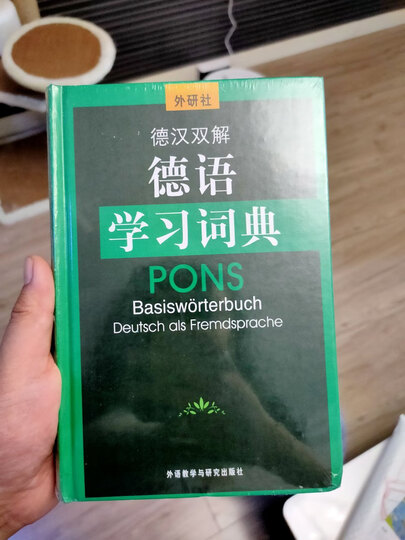 外研社
德汉双解
德语
学习词典
PONS
Basiswörterbuch
Deutsch als Fremdsprache
外语教学与研究出版社